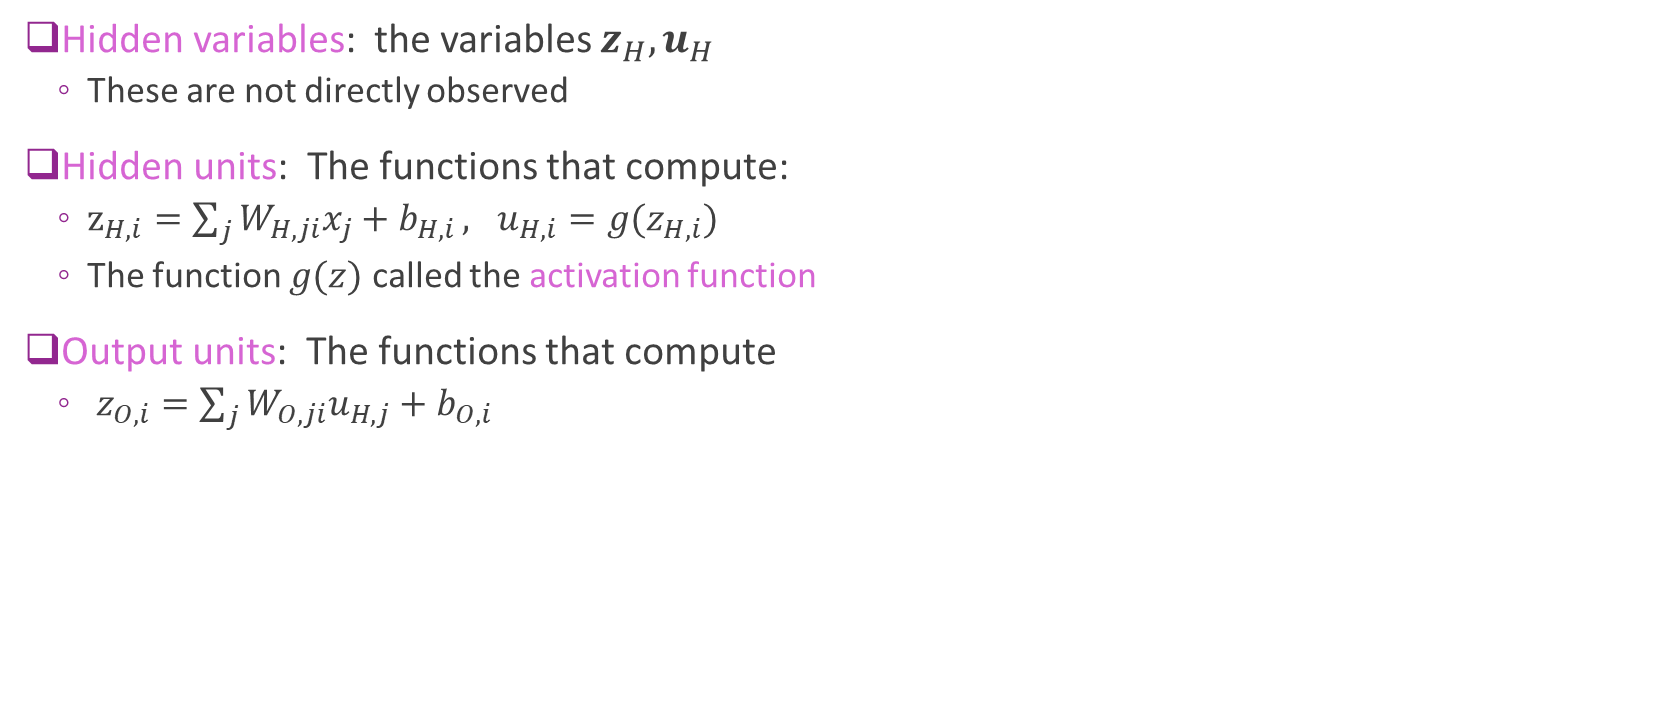 ❑Hidden variables: the variables 𝒛_H, 𝒖_H
◦ These are not directly observed
❑Hidden units: The functions that compute:
◦ z_{H,i} = ∑_j W_{H,ji} x_j + b_{H,i} , u_{H,i} = g(z_{H,i})
◦ The function g(z) called the activation function
❑Output units: The functions that compute
◦ z_{O,i} = ∑_j W_{O,ji} u_{H,j} + b_{O,i}